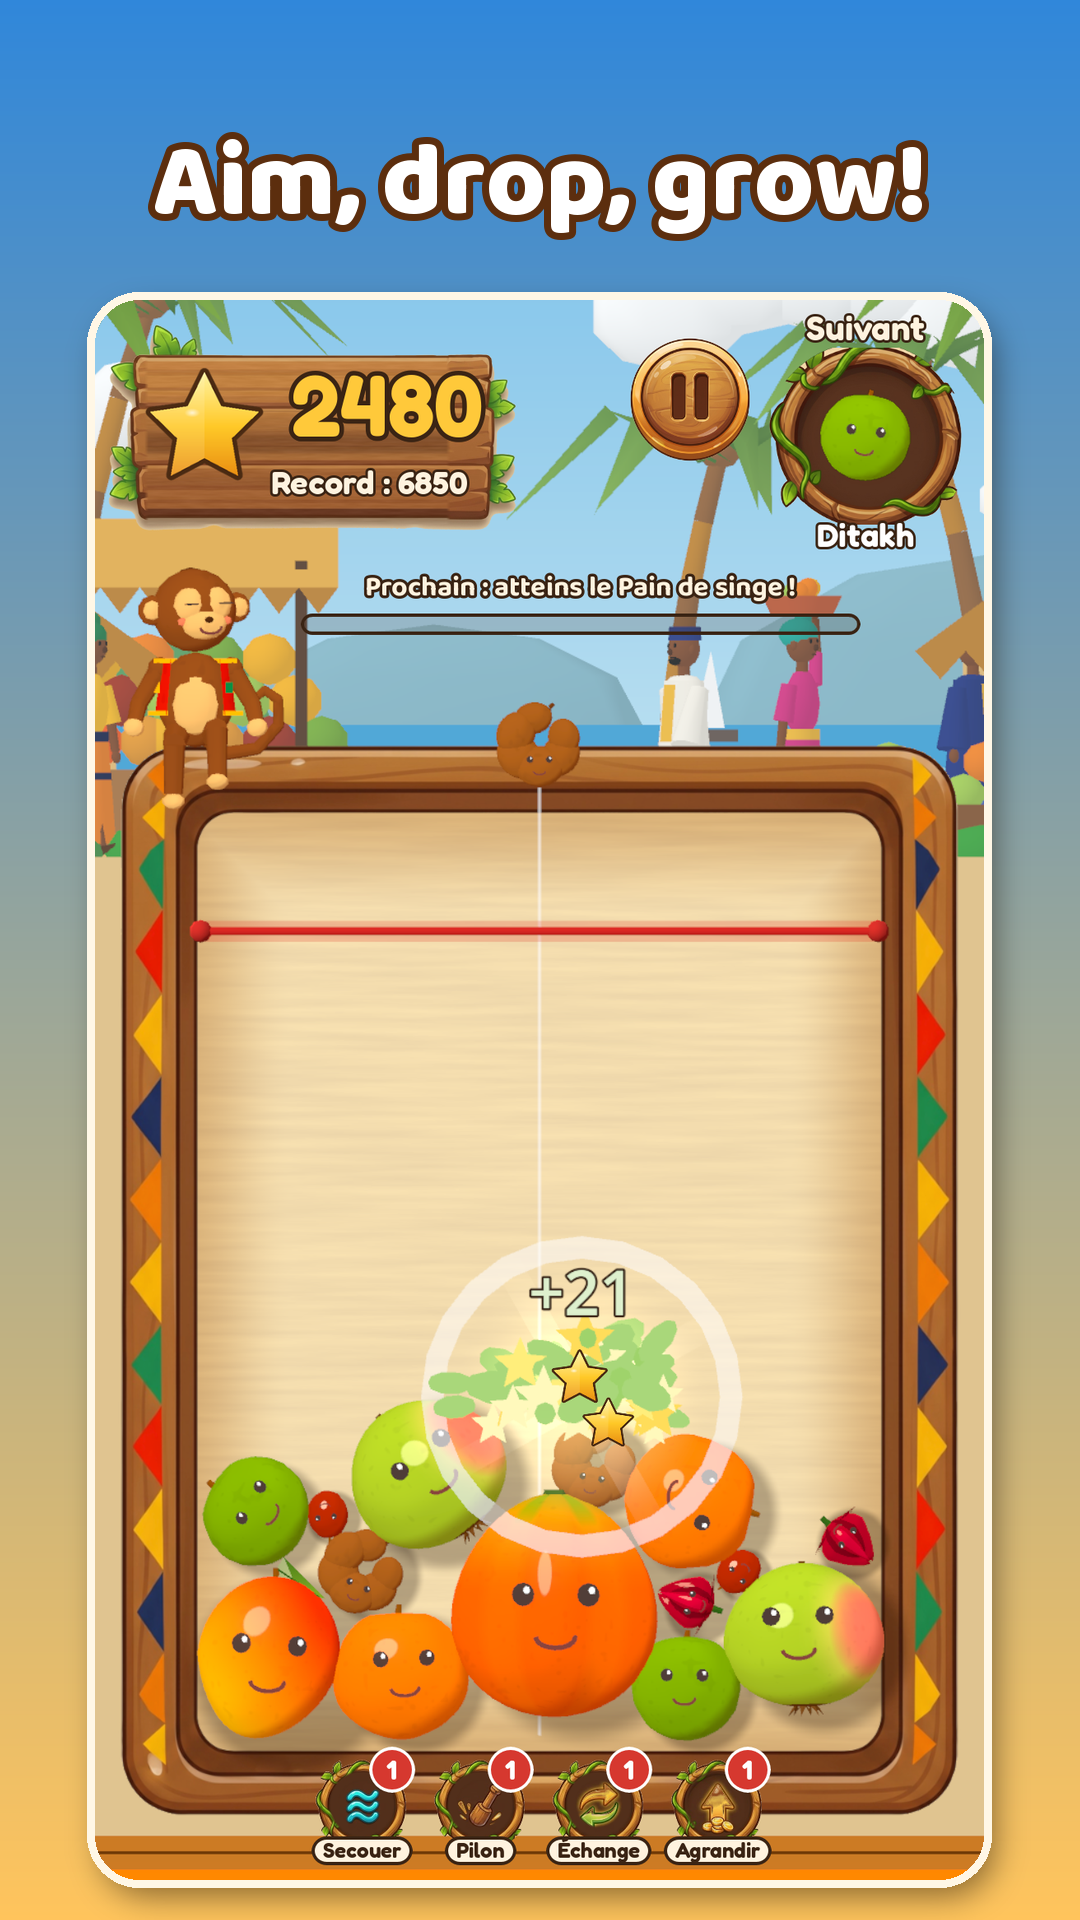 Aim, drop, grow!
Suivant
2480
Record : 6850
Ditakh
Prochain : atteins le Pain de singe !
+21
1
1
1
1
Secouer
Pilon
Échange
Agrandir